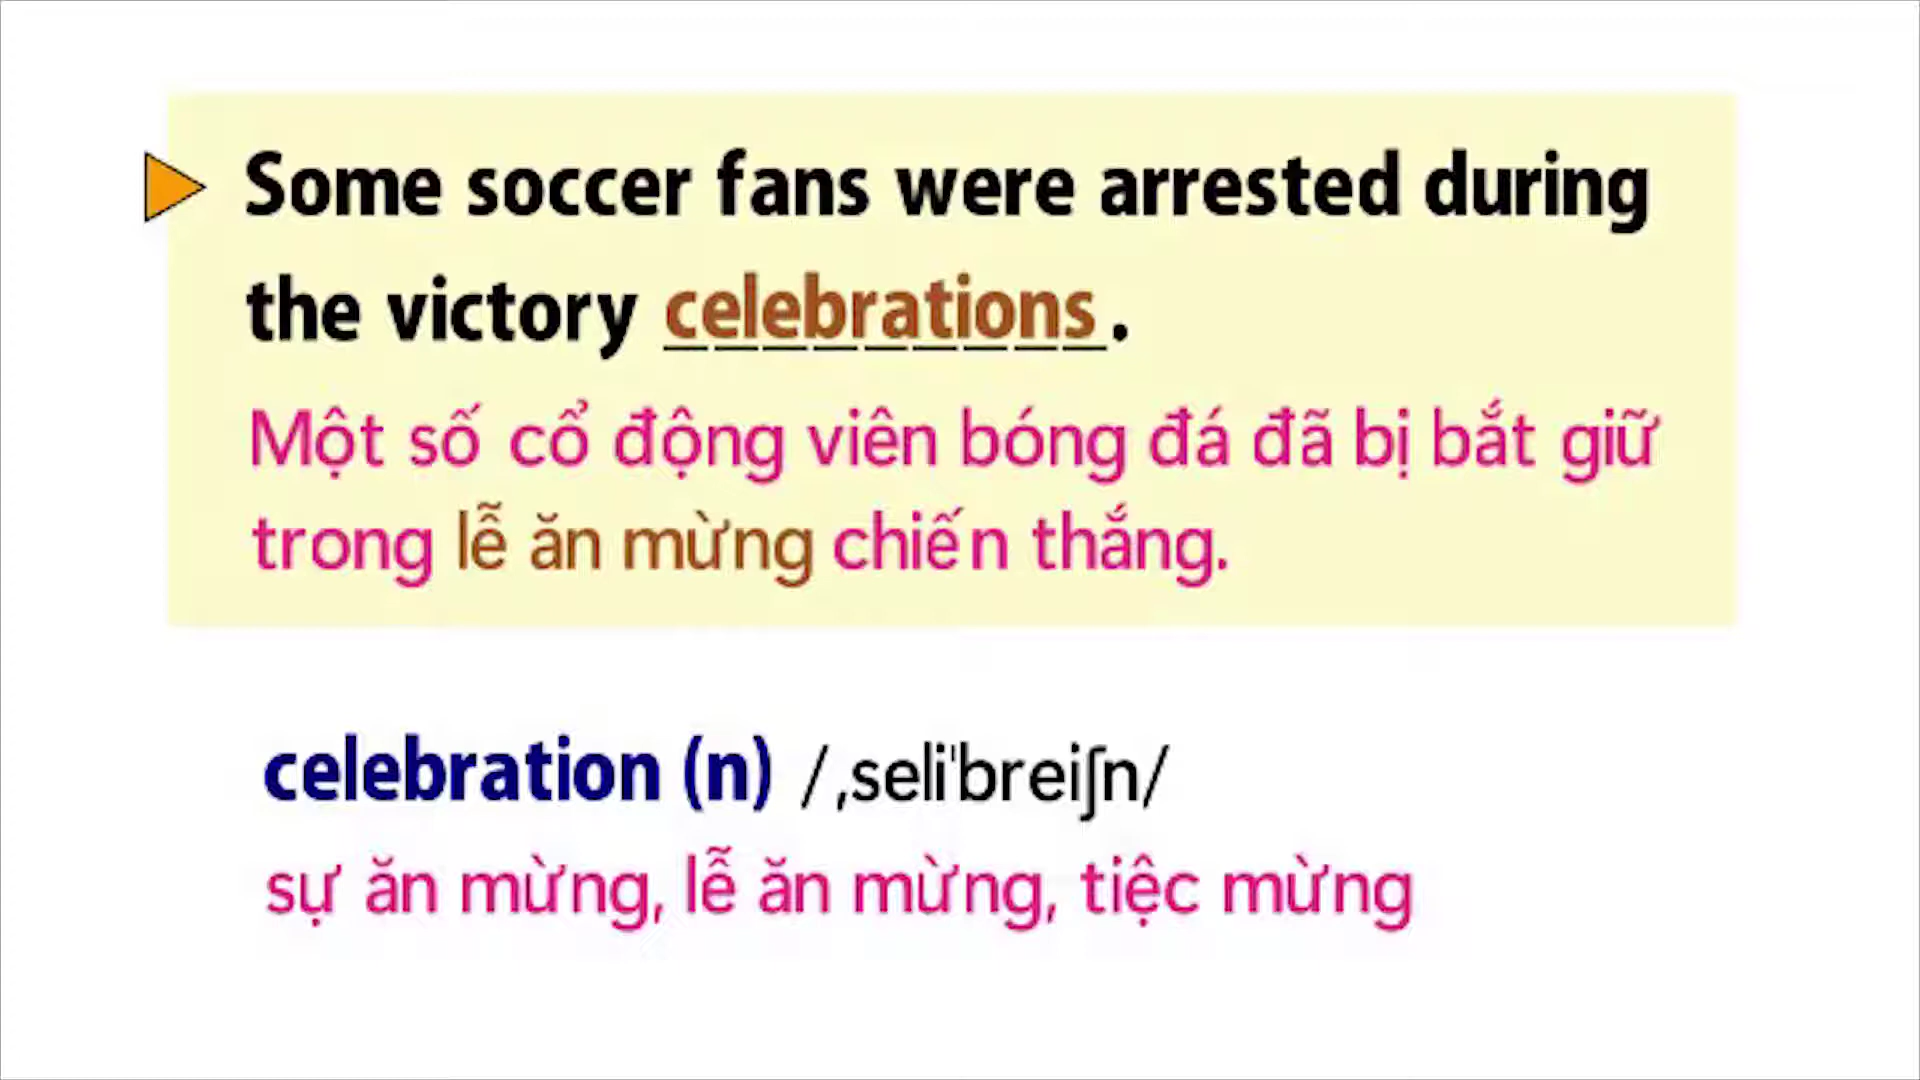 Some soccer fans were arrested during
the victory celebrations.
Một số cổ động viên bóng đá đã bị bắt giữ
trong lễ ăn mừng chiến thắng.
celebration (n) /ˌseliˈbreiʃn/
sự ăn mừng, lễ ăn mừng, tiệc mừng